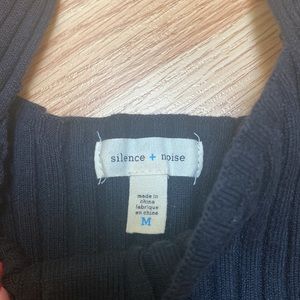 silence + noise
made in
china
fabriqué
en chine
M